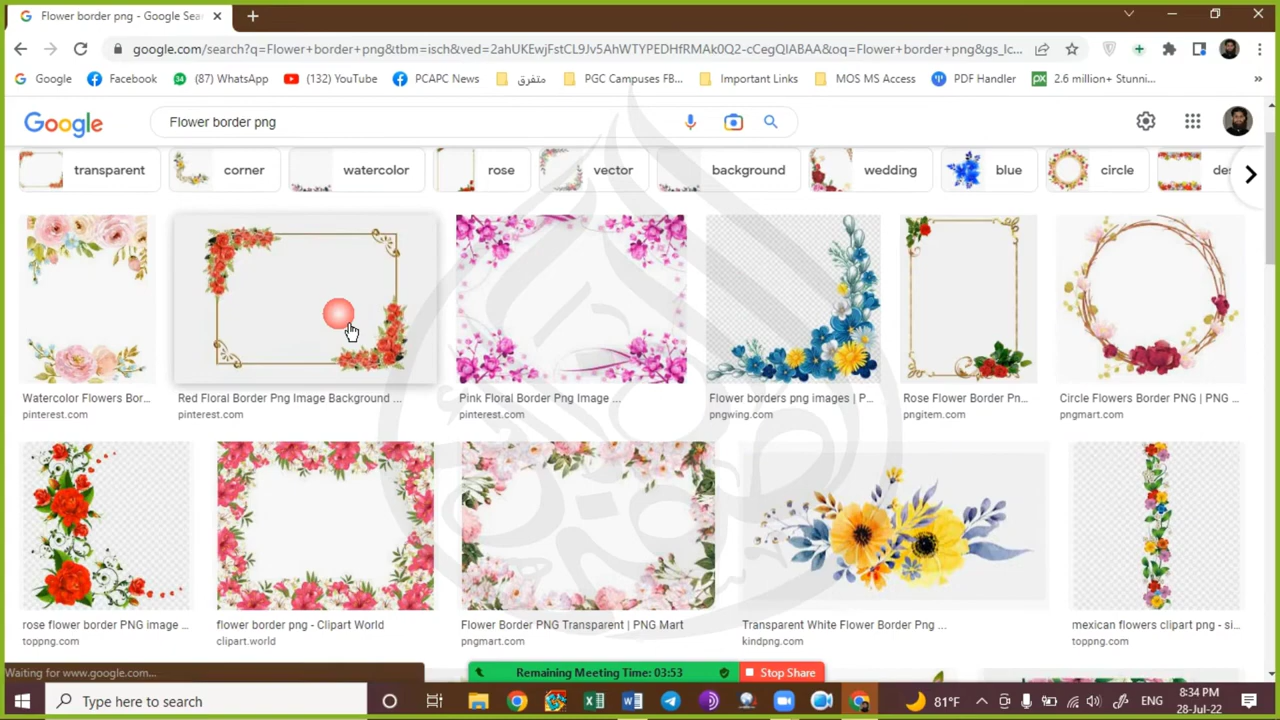 Flower border png - Google Sea
google.com/search?q=Flower+border+png&tbm=isch&ved=2ahUKEwjFstCL9Jv5AhWTYPEDHfRMAk0Q2-cCegQIABAA&oq=Flower+border+png&gs_lc...
Google Facebook (87) WhatsApp (132) YouTube PCAPC News متفرق PGC Campuses FB... Important Links MOS MS Access PDF Handler 2.6 million+ Stunni... »
Google Flower border png
transparent corner watercolor rose vector background wedding blue circle des
Watercolor Flowers Bor... Red Floral Border Png Image Background ... Pink Floral Border Png Image ... Flower borders png images | P... Rose Flower Border Pn... Circle Flowers Border PNG | PNG ...
pinterest.com pinterest.com pinterest.com pngwing.com pngitem.com pngmart.com
rose flower border PNG image ... flower border png - Clipart World Flower Border PNG Transparent | PNG Mart Transparent White Flower Border Png ... mexican flowers clipart png - si...
toppng.com clipart.world pngmart.com kindpng.com toppng.com
Waiting for www.google.com... Remaining Meeting Time: 03:53 Stop Share
Type here to search 81°F ENG 8:34 PM
28-Jul-22